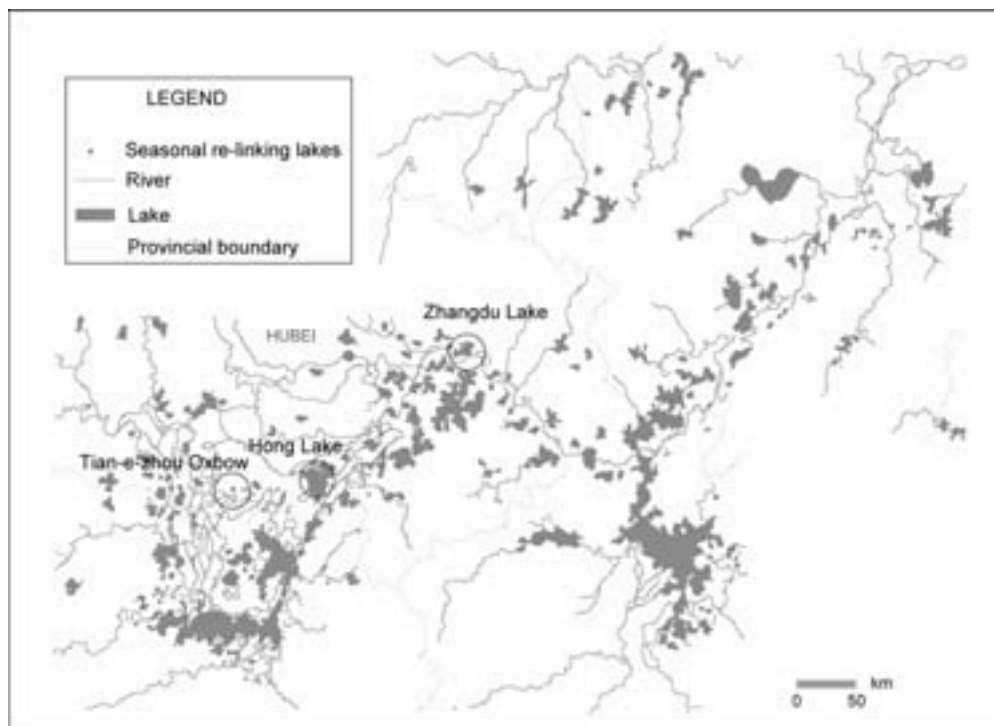 LEGEND
Seasonal re-linking lakes
River
Lake
Provincial boundary
Zhangdu Lake
HUBEI
Hong Lake
Tian-e-zhou Oxbow
km
0 50